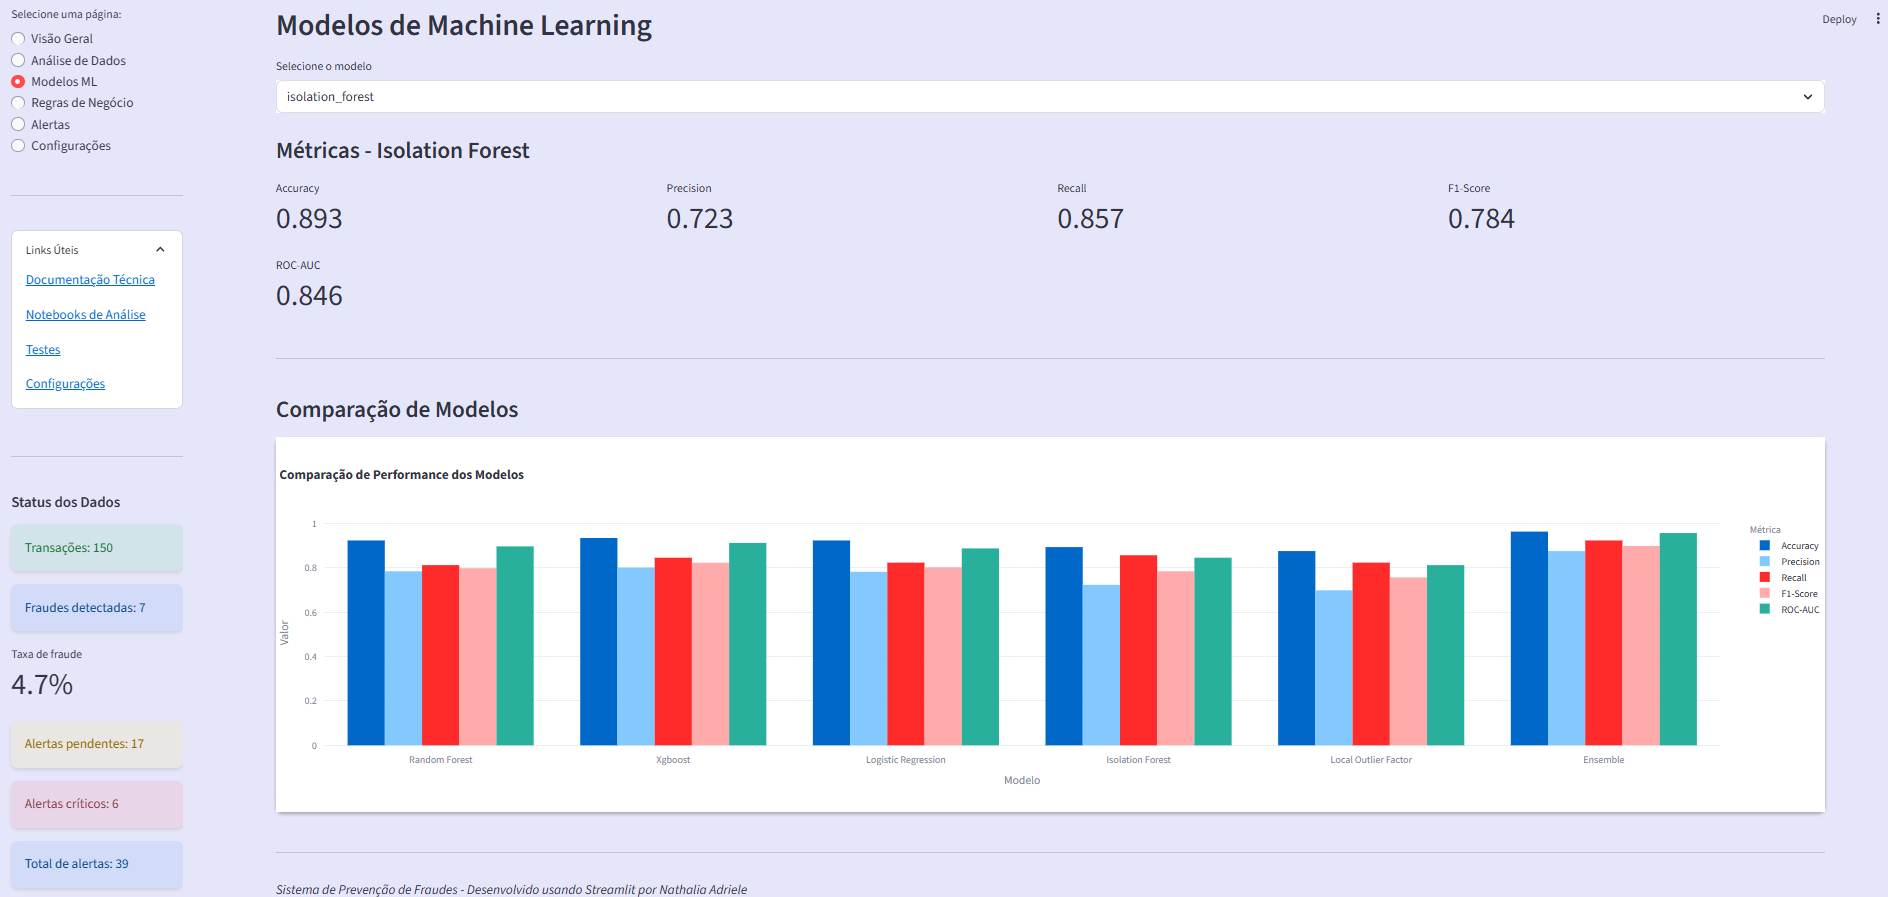 Selecione uma página:
Visão Geral
Análise de Dados
Modelos ML
Regras de Negócio
Alertas
Configurações
Links Úteis
Documentação Técnica
Notebooks de Análise
Testes
Configurações
Status dos Dados
Transações: 150
Fraudes detectadas: 7
Taxa de fraude
4.7%
Alertas pendentes: 17
Alertas críticos: 6
Total de alertas: 39
Deploy
Modelos de Machine Learning
Selecione o modelo
isolation_forest
Métricas - Isolation Forest
Accuracy
0.893
Precision
0.723
Recall
0.857
F1-Score
0.784
ROC-AUC
0.846
Comparação de Modelos
Comparação de Performance dos Modelos
Valor
1
0.8
0.6
0.4
0.2
0
Random Forest
Xgboost
Logistic Regression
Isolation Forest
Local Outlier Factor
Ensemble
Modelo
Métrica
Accuracy
Precision
Recall
F1-Score
ROC-AUC
Sistema de Prevenção de Fraudes - Desenvolvido usando Streamlit por Nathalia Adriele